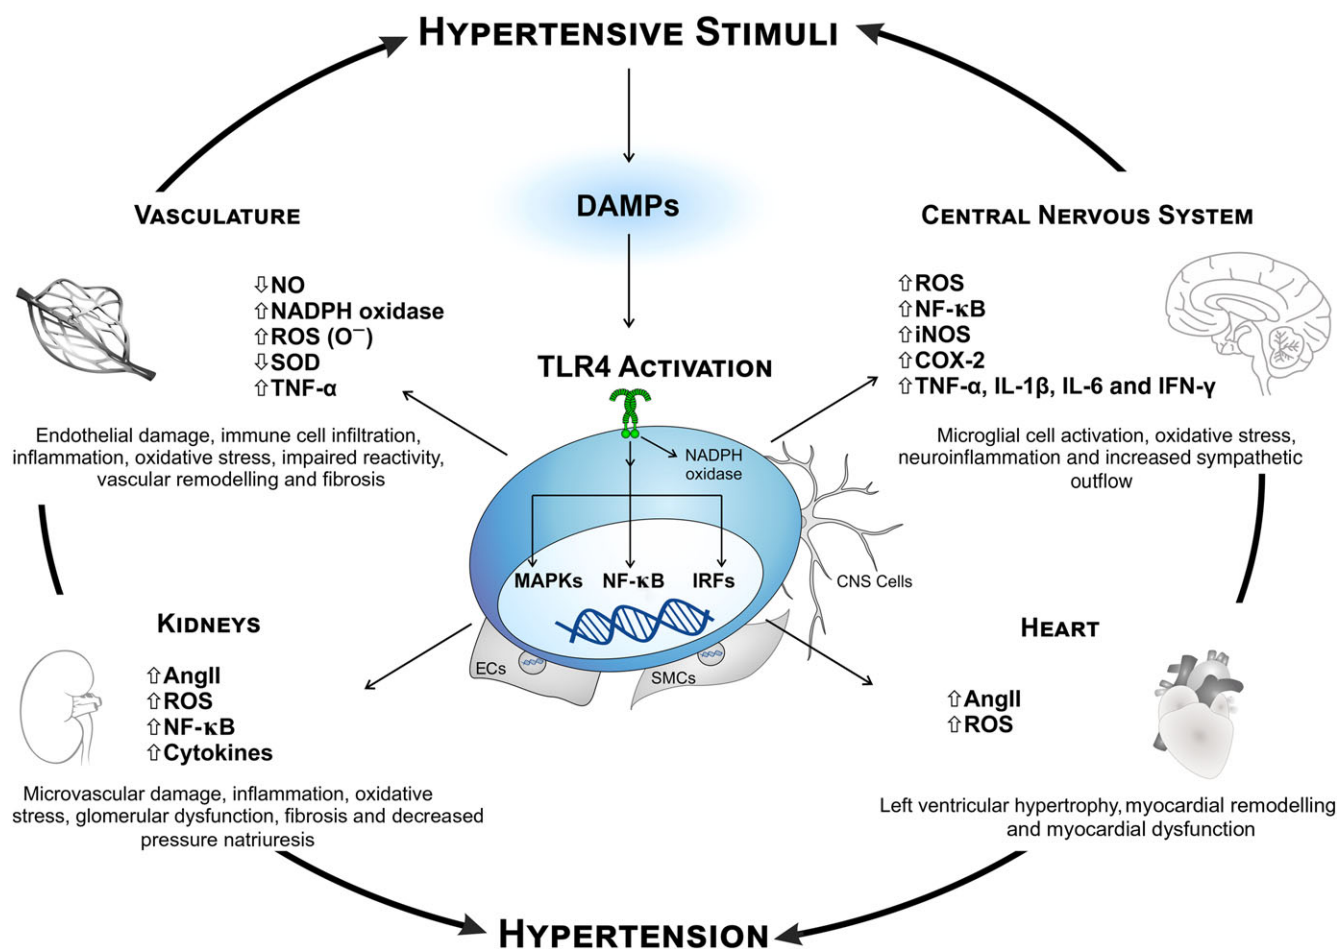 HYPERTENSIVE STIMULI
DAMPs
TLR4 ACTIVATION
NADPH
oxidase
MAPKs NF-κB IRFs
CNS Cells
ECs
SMCs
VASCULATURE
⇩NO
⇧NADPH oxidase
⇧ROS (O⁻)
⇩SOD
⇧TNF-α
Endothelial damage, immune cell infiltration,
inflammation, oxidative stress, impaired reactivity,
vascular remodelling and fibrosis
CENTRAL NERVOUS SYSTEM
⇧ROS
⇧NF-κB
⇧iNOS
⇧COX-2
⇧TNF-α, IL-1β, IL-6 and IFN-γ
Microglial cell activation, oxidative stress,
neuroinflammation and increased sympathetic
outflow
KIDNEYS
⇧AngII
⇧ROS
⇧NF-κB
⇧Cytokines
Microvascular damage, inflammation, oxidative
stress, glomerular dysfunction, fibrosis and decreased
pressure natriuresis
HEART
⇧AngII
⇧ROS
Left ventricular hypertrophy, myocardial remodelling
and myocardial dysfunction
HYPERTENSION